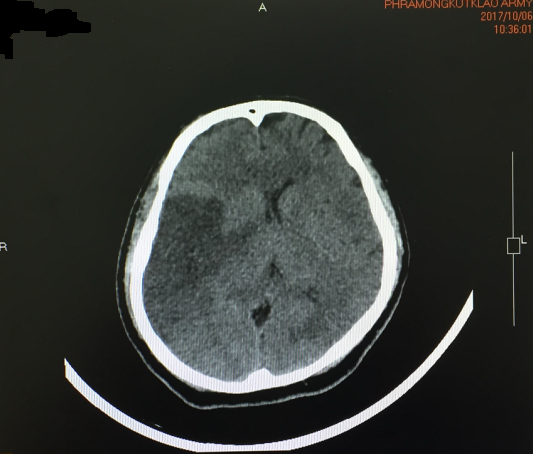 A
PHRAMONGKUTKLAO ARMY
2017/10/06
10:36:01
R
L